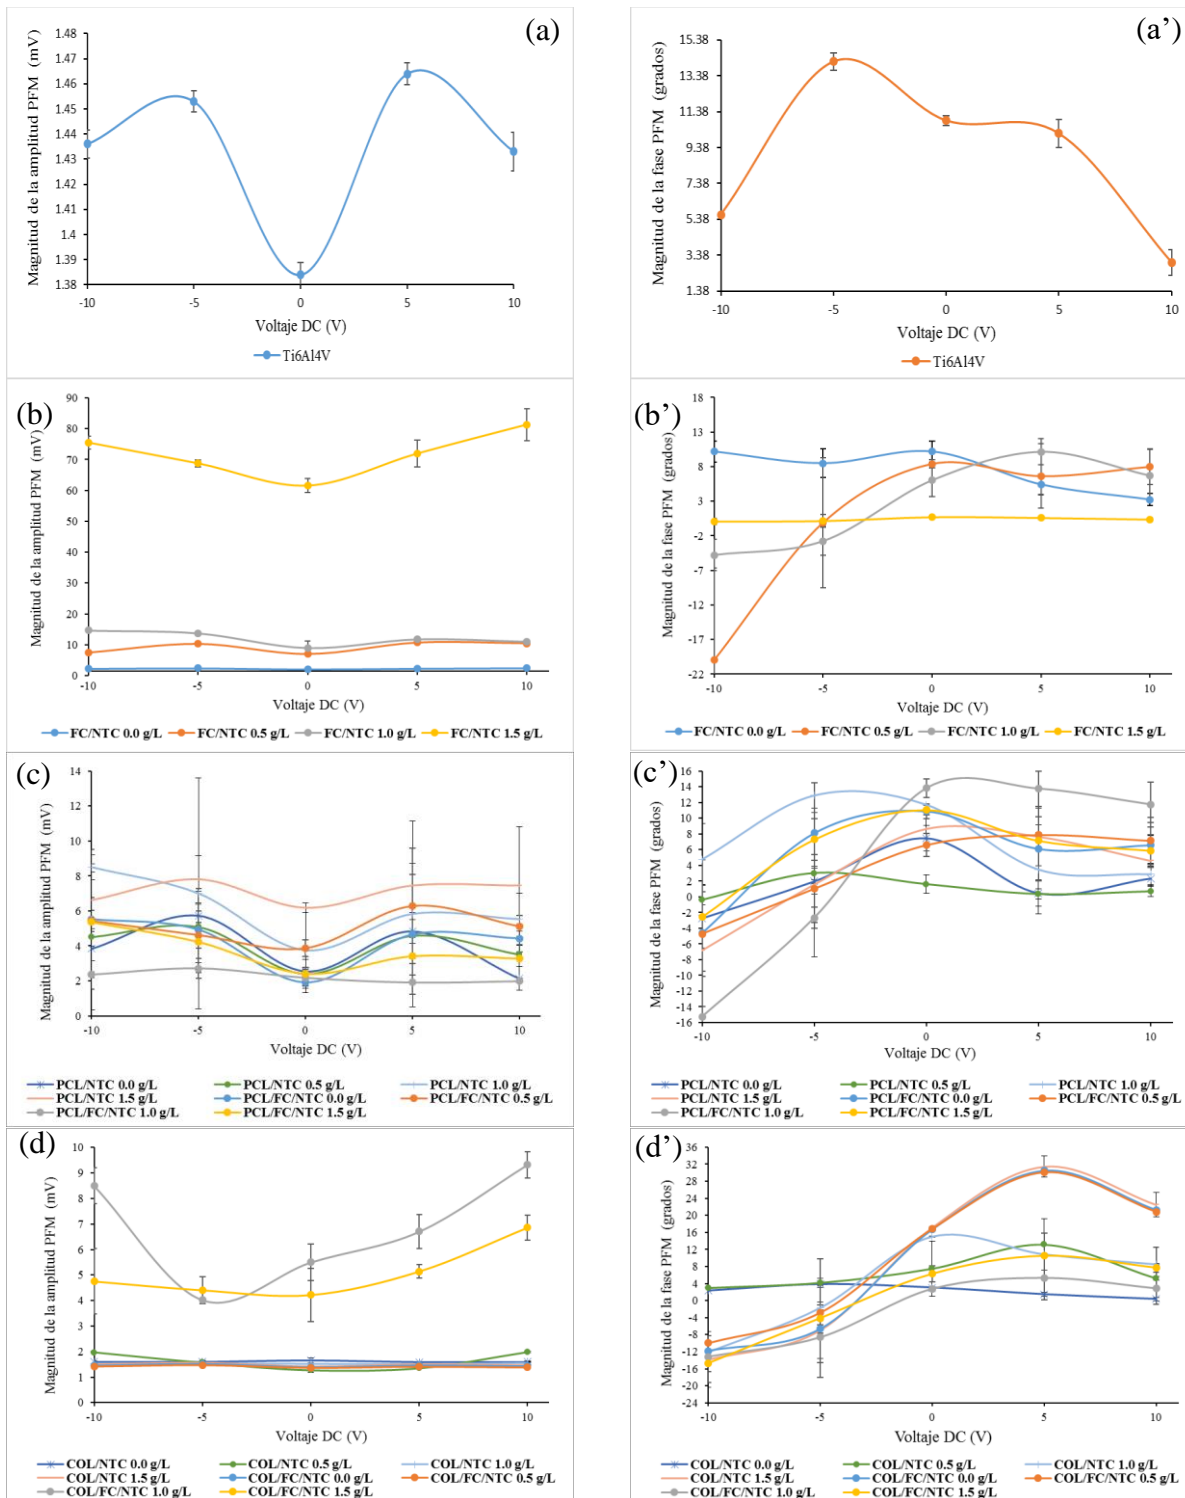 (a)
Magnitud de la amplitud PFM (mV)
1.48
1.47
1.46
1.45
1.44
1.43
1.42
1.41
1.4
1.39
1.38
-10 -5 0 5 10
Voltaje DC (V)
Ti6Al4V
(a')
Magnitud de la fase PFM (grados)
15.38
13.38
11.38
9.38
7.38
5.38
3.38
1.38
-10 -5 0 5 10
Voltaje DC (V)
Ti6Al4V
(b)
Magnitud de la amplitud PFM (mV)
90
80
70
60
50
40
30
20
10
0
-10 -5 0 5 10
Voltaje DC (V)
FC/NTC 0.0 g/L FC/NTC 0.5 g/L FC/NTC 1.0 g/L FC/NTC 1.5 g/L
(b')
Magnitud de la fase PFM (grados)
18
13
8
3
-2
-7
-12
-17
-22
-10 -5 0 5 10
Voltaje DC (V)
FC/NTC 0.0 g/L FC/NTC 0.5 g/L FC/NTC 1.0 g/L FC/NTC 1.5 g/L
(c)
Magnitud de la amplitud PFM (mV)
14
12
10
8
6
4
2
0
-10 -5 0 5 10
Voltaje DC (V)
PCL/NTC 0.0 g/L PCL/NTC 0.5 g/L PCL/NTC 1.0 g/L
PCL/NTC 1.5 g/L PCL/FC/NTC 0.0 g/L PCL/FC/NTC 0.5 g/L
PCL/FC/NTC 1.0 g/L PCL/FC/NTC 1.5 g/L
(c')
Magnitud de la fase PFM (grados)
16
14
12
10
8
6
4
2
0
-2
-4
-6
-8
-10
-12
-14
-16
-10 -5 0 5 10
Voltaje DC (V)
PCL/NTC 0.0 g/L PCL/NTC 0.5 g/L PCL/NTC 1.0 g/L
PCL/NTC 1.5 g/L PCL/FC/NTC 0.0 g/L PCL/FC/NTC 0.5 g/L
PCL/FC/NTC 1.0 g/L PCL/FC/NTC 1.5 g/L
(d)
Magnitud de la amplitud PFM (mV)
10
9
8
7
6
5
4
3
2
1
0
-10 -5 0 5 10
Voltaje DC (V)
COL/NTC 0.0 g/L COL/NTC 0.5 g/L COL/NTC 1.0 g/L
COL/NTC 1.5 g/L COL/FC/NTC 0.0 g/L COL/FC/NTC 0.5 g/L
COL/FC/NTC 1.0 g/L COL/FC/NTC 1.5 g/L
(d')
Magnitud de la fase PFM (grados)
36
32
28
24
20
16
12
8
4
0
-4
-8
-12
-16
-20
-24
-10 -5 0 5 10
Voltaje DC (V)
COL/NTC 0.0 g/L COL/NTC 0.5 g/L COL/NTC 1.0 g/L
COL/NTC 1.5 g/L COL/FC/NTC 0.0 g/L COL/FC/NTC 0.5 g/L
COL/FC/NTC 1.0 g/L COL/FC/NTC 1.5 g/L